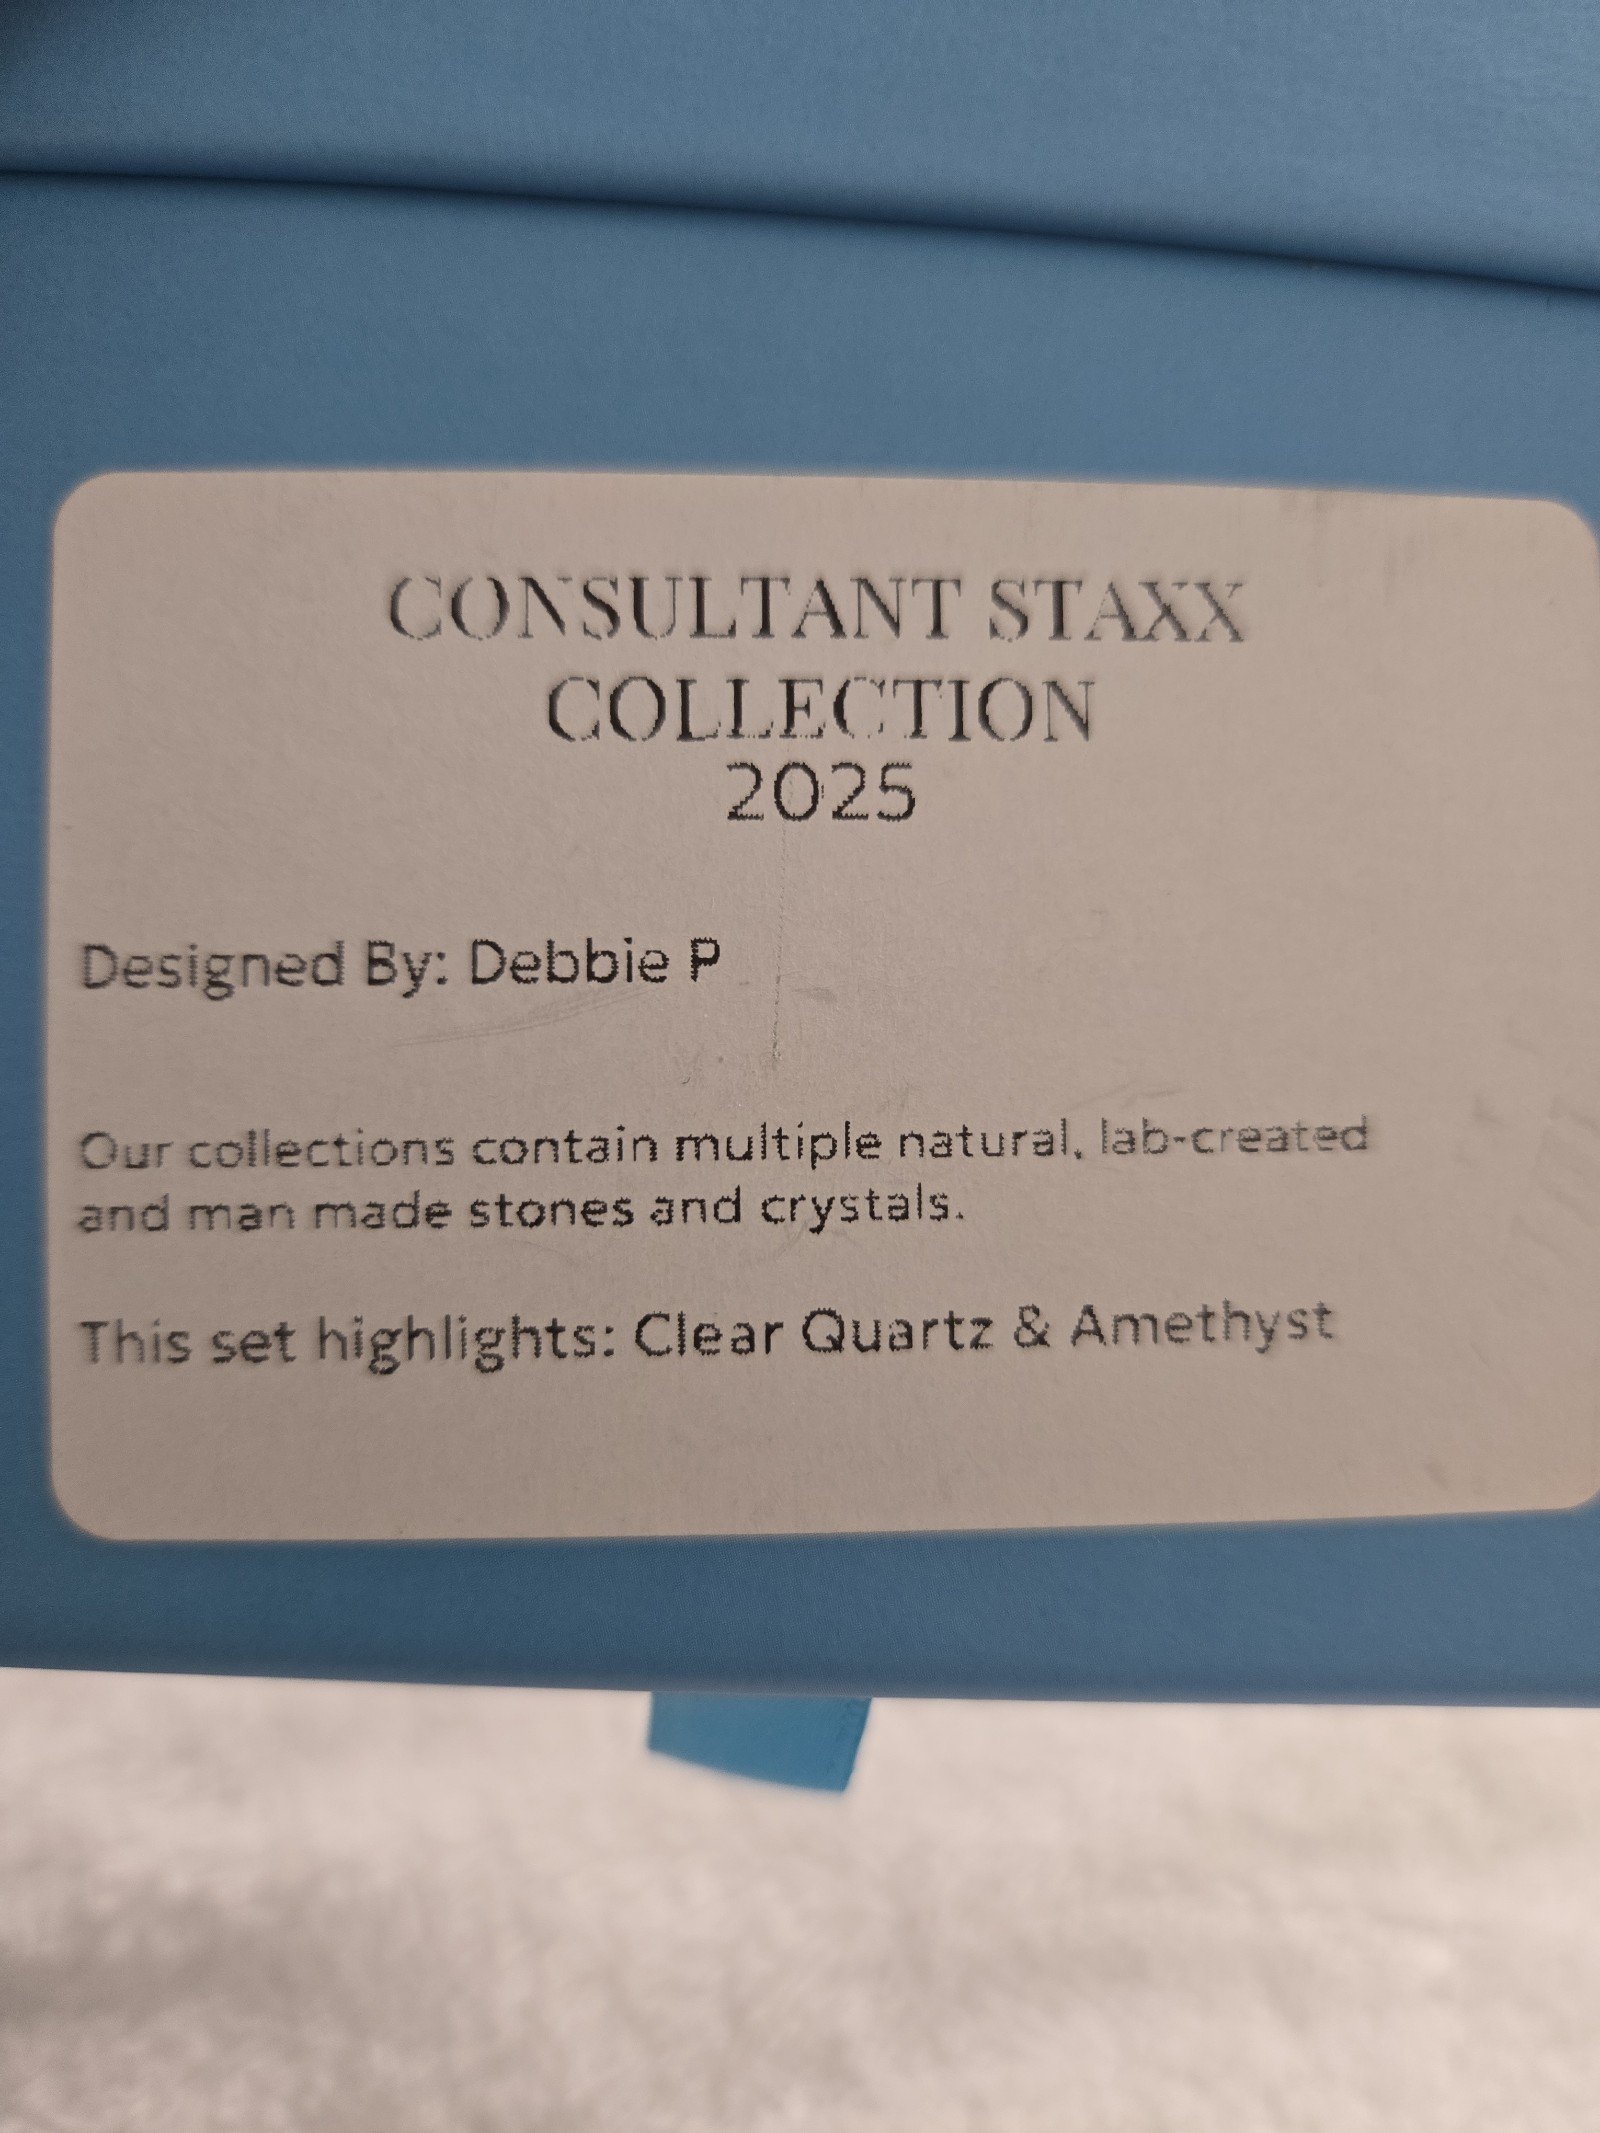 CONSULTANT STAXX
COLLECTION
2025
Designed By: Debbie P
Our collections contain multiple natural, lab-created
and man made stones and crystals.
This set highlights: Clear Quartz & Amethyst